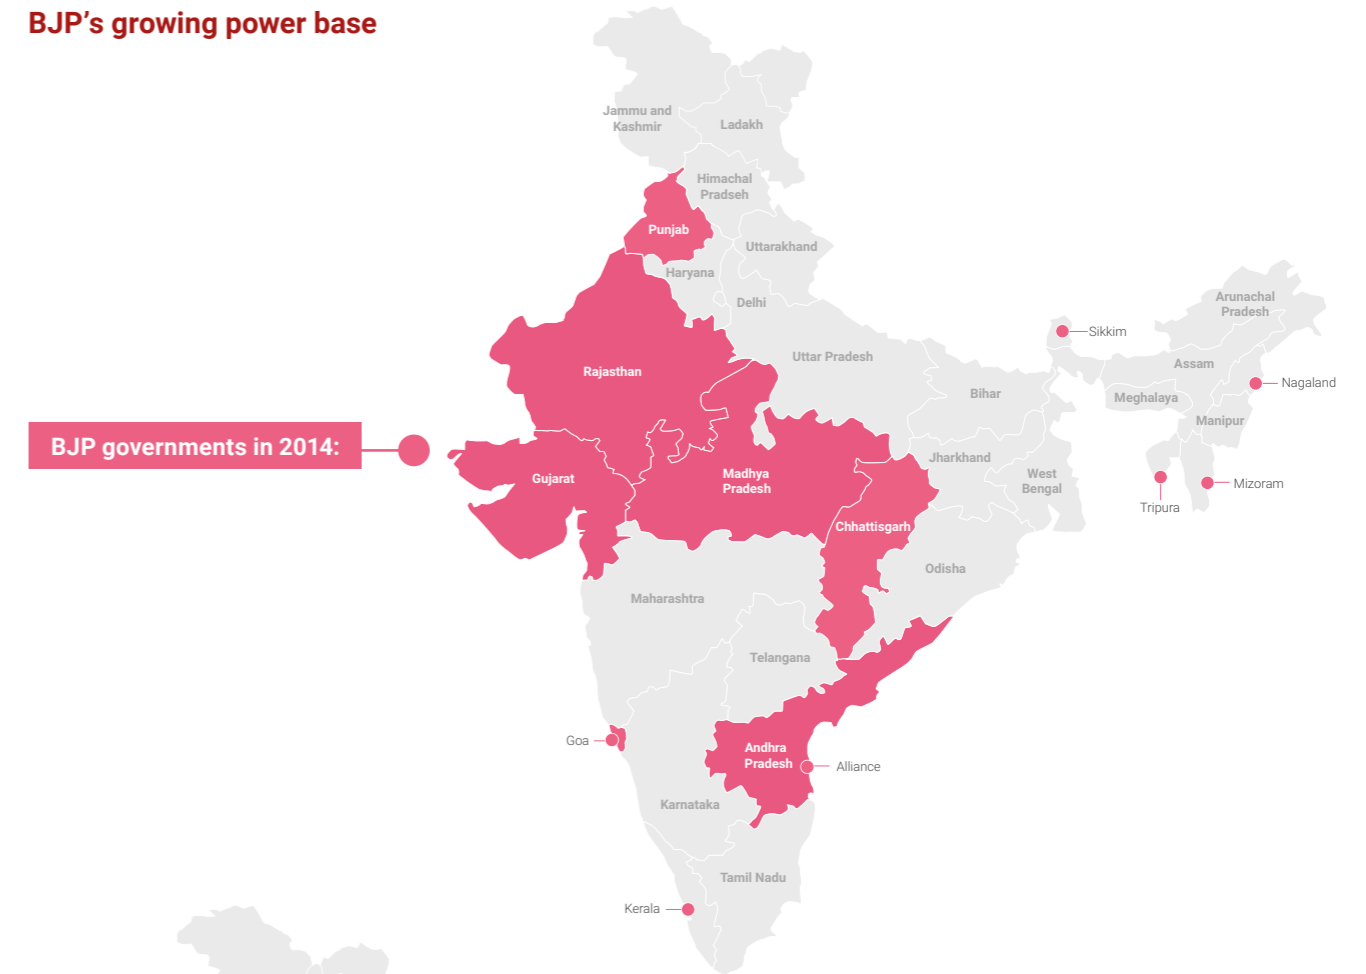 BJP’s growing power base
Jammu and
Kashmir
Ladakh
Himachal
Pradseh
Punjab
Uttarakhand
Haryana
Delhi
Arunachal
Pradesh
Sikkim
Uttar Pradesh
Assam
Rajasthan
Nagaland
Bihar
Meghalaya
Manipur
BJP governments in 2014:
Jharkhand
Gujarat
Madhya
Pradesh
West
Bengal
Mizoram
Tripura
Chhattisgarh
Odisha
Maharashtra
Telangana
Goa
Andhra
Pradesh
Alliance
Karnataka
Tamil Nadu
Kerala